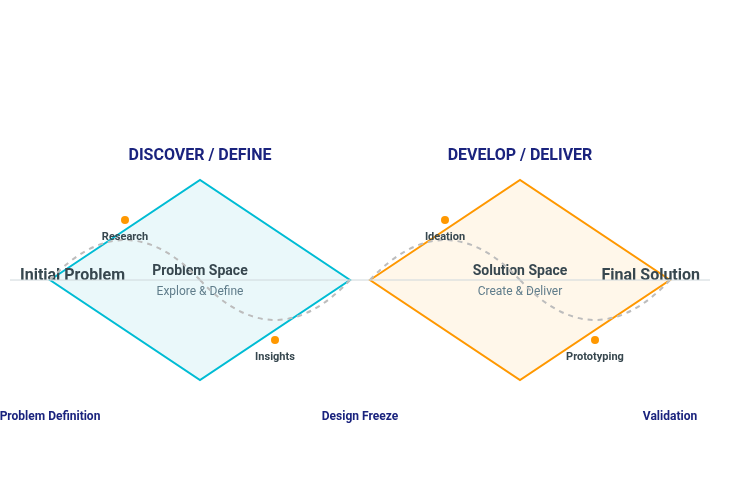 DISCOVER / DEFINE
DEVELOP / DELIVER
Research
Ideation
Initial Problem
Problem Space
Explore & Define
Solution Space
Create & Deliver
Final Solution
Insights
Prototyping
Problem Definition
Design Freeze
Validation